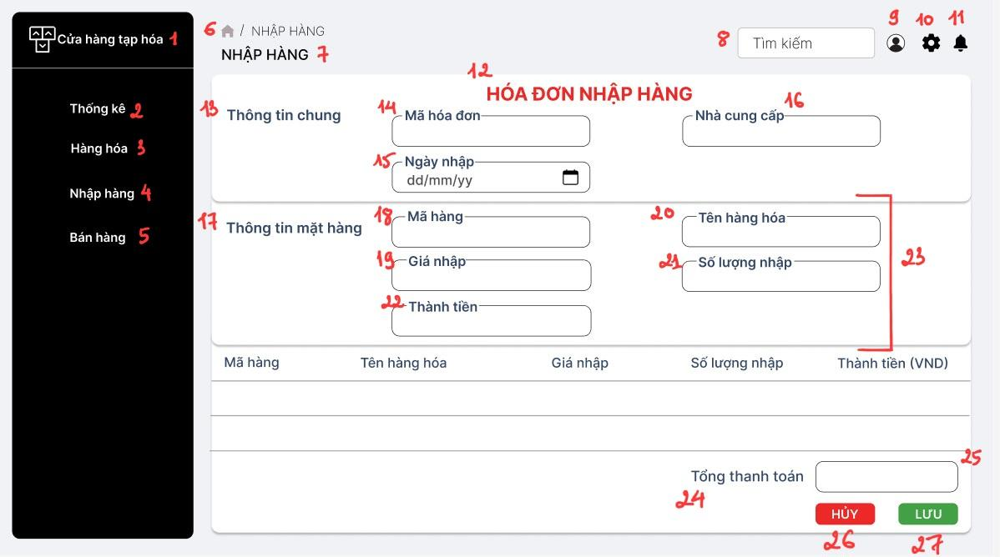 Cửa hàng tạp hóa 1
Thống kê 2
Hàng hóa 3
Nhập hàng 4
Bán hàng 5
6 / NHẬP HÀNG
NHẬP HÀNG 7
8 Tìm kiếm
9 10 11
12
HÓA ĐƠN NHẬP HÀNG
13 Thông tin chung
14 Mã hóa đơn
16
Nhà cung cấp
15 Ngày nhập
dd/mm/yy
17 Thông tin mặt hàng
18 Mã hàng
20 Tên hàng hóa
19 Giá nhập
21 Số lượng nhập
22 Thành tiền
23
Mã hàng Tên hàng hóa Giá nhập Số lượng nhập Thành tiền (VND)
Tổng thanh toán
24
25
HỦY LƯU
26 27